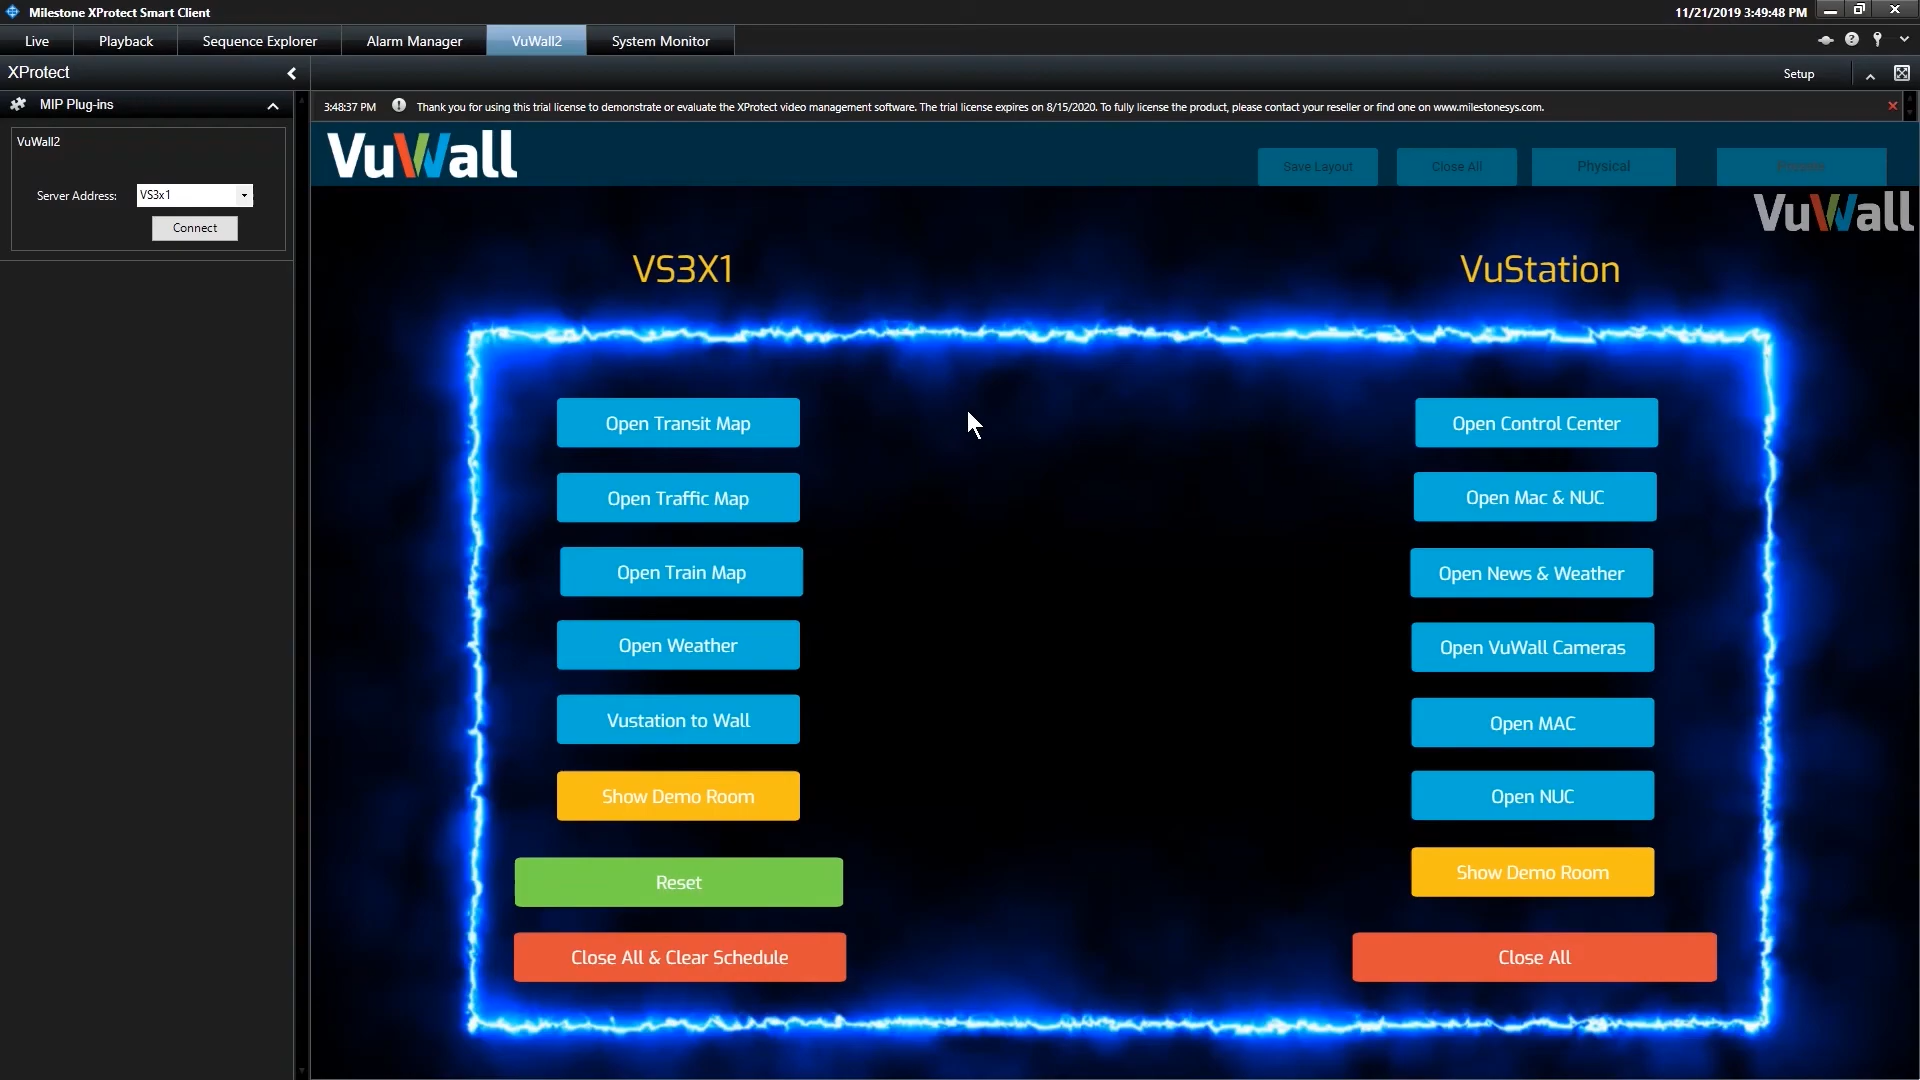 Milestone XProtect Smart Client
11/21/2019 3:49:48 PM
Live
Playback
Sequence Explorer
Alarm Manager
VuWall2
System Monitor
XProtect
Setup
MIP Plug-ins
3:48:37 PM Thank you for using this trial license to demonstrate or evaluate the XProtect video management software. The trial license expires on 8/15/2020. To fully license the product, please contact your reseller or find one on www.milestonesys.com.
VuWall2
Server Address: VS3x1
Connect
VuWall
Save Layout
Close All
Physical
VuWall
VS3X1
VuStation
Open Transit Map
Open Traffic Map
Open Train Map
Open Weather
Vustation to Wall
Show Demo Room
Reset
Close All & Clear Schedule
Open Control Center
Open Mac & NUC
Open News & Weather
Open VuWall Cameras
Open MAC
Open NUC
Show Demo Room
Close All